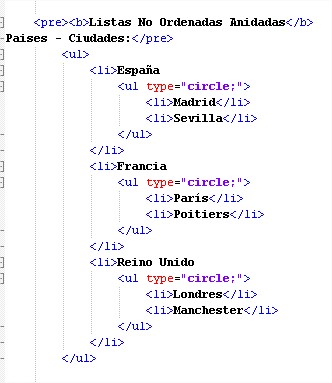 <pre><b>Listas No Ordenadas Anidadas</b>
Paises - Ciudades:</pre>
<ul>
<li>España
<ul type="circle;">
<li>Madrid</li>
<li>Sevilla</li>
</ul>
</li>
<li>Francia
<ul type="circle;">
<li>París</li>
<li>Poitiers</li>
</ul>
</li>
<li>Reino Unido
<ul type="circle;">
<li>Londres</li>
<li>Manchester</li>
</ul>
</li>
</ul>